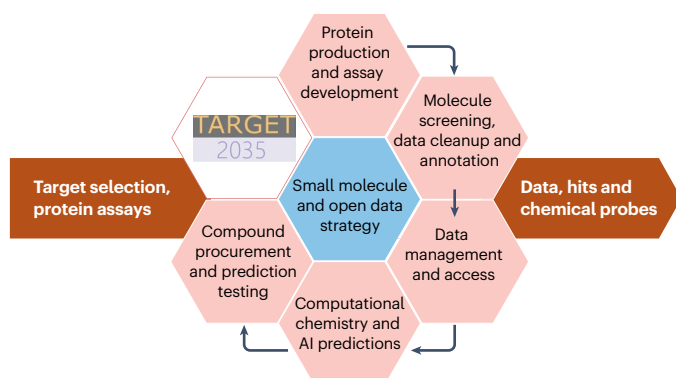 Protein
production
and assay
development
Molecule
screening,
data cleanup and
annotation
TARGET
2035
Target selection,
protein assays
Small molecule
and open data
strategy
Data, hits and
chemical probes
Compound
procurement
and prediction
testing
Data
management
and access
Computational
chemistry and
AI predictions